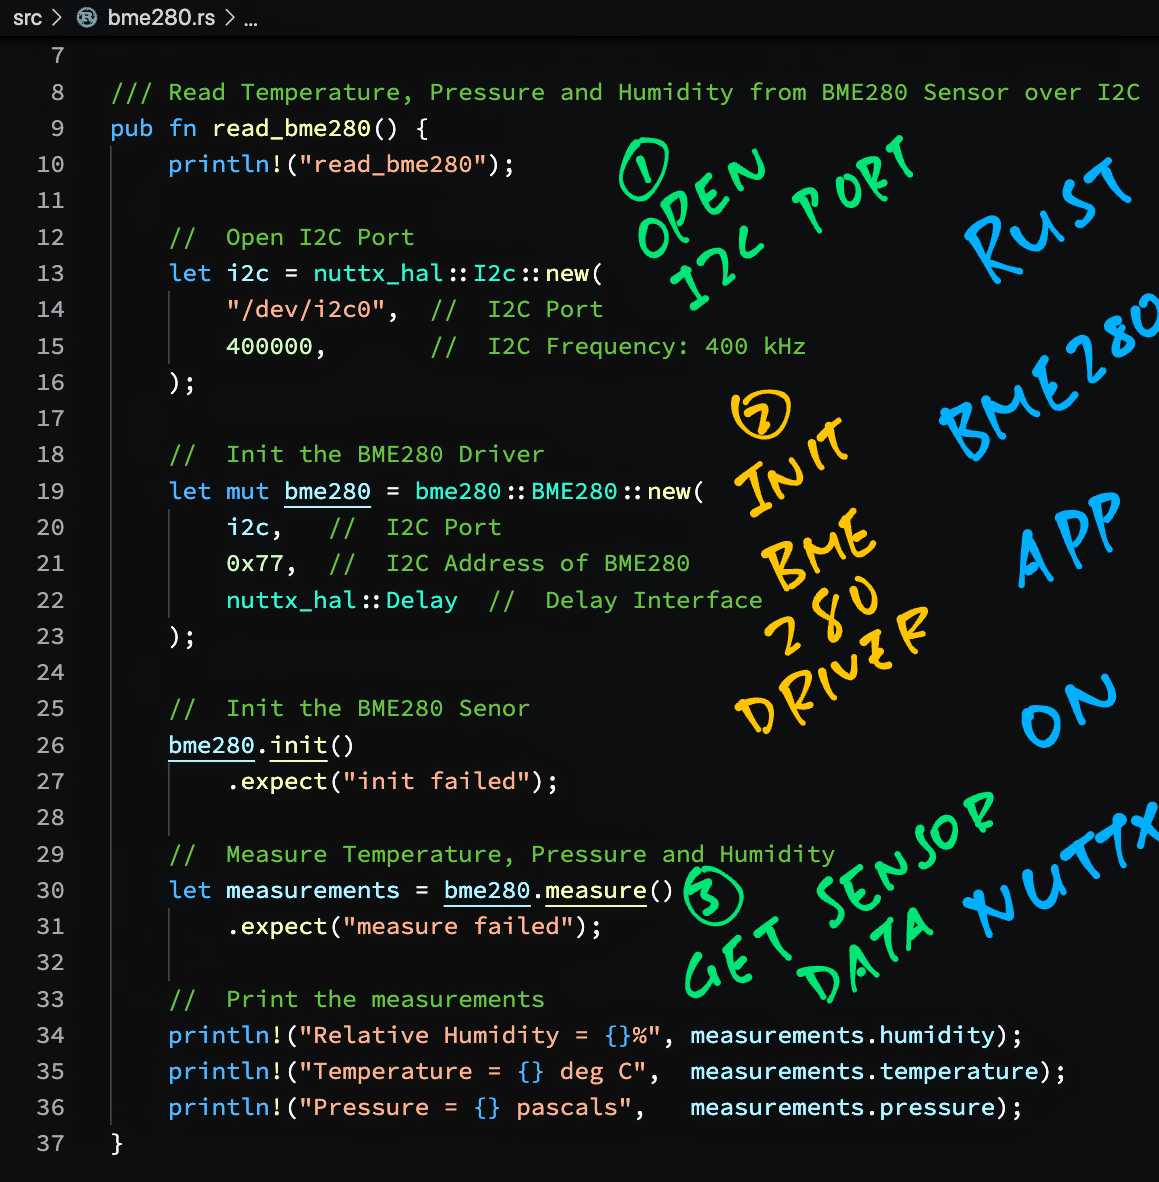 src > bme280.rs > ...
7
8 /// Read Temperature, Pressure and Humidity from BME280 Sensor over I2C
9 pub fn read_bme280() {
10     println!("read_bme280");
11
12     //  Open I2C Port
13     let i2c = nuttx_hal::I2c::new(
14         "/dev/i2c0",  //  I2C Port
15         400000,       //  I2C Frequency: 400 kHz
16     );
17
18     //  Init the BME280 Driver
19     let mut bme280 = bme280::BME280::new(
20         i2c,   //  I2C Port
21         0x77,  //  I2C Address of BME280
22         nuttx_hal::Delay  //  Delay Interface
23     );
24
25     //  Init the BME280 Senor
26     bme280.init()
27         .expect("init failed");
28
29     //  Measure Temperature, Pressure and Humidity
30     let measurements = bme280.measure()
31         .expect("measure failed");
32
33     //  Print the measurements
34     println!("Relative Humidity = {}%", measurements.humidity);
35     println!("Temperature = {} deg C",  measurements.temperature);
36     println!("Pressure = {} pascals",   measurements.pressure);
37 }
1
OPEN
I2C PORT
2
INIT
BME
280
DRIVER
3
GET SENSOR
DATA
RUST
BME280
APP
ON
NUTTX